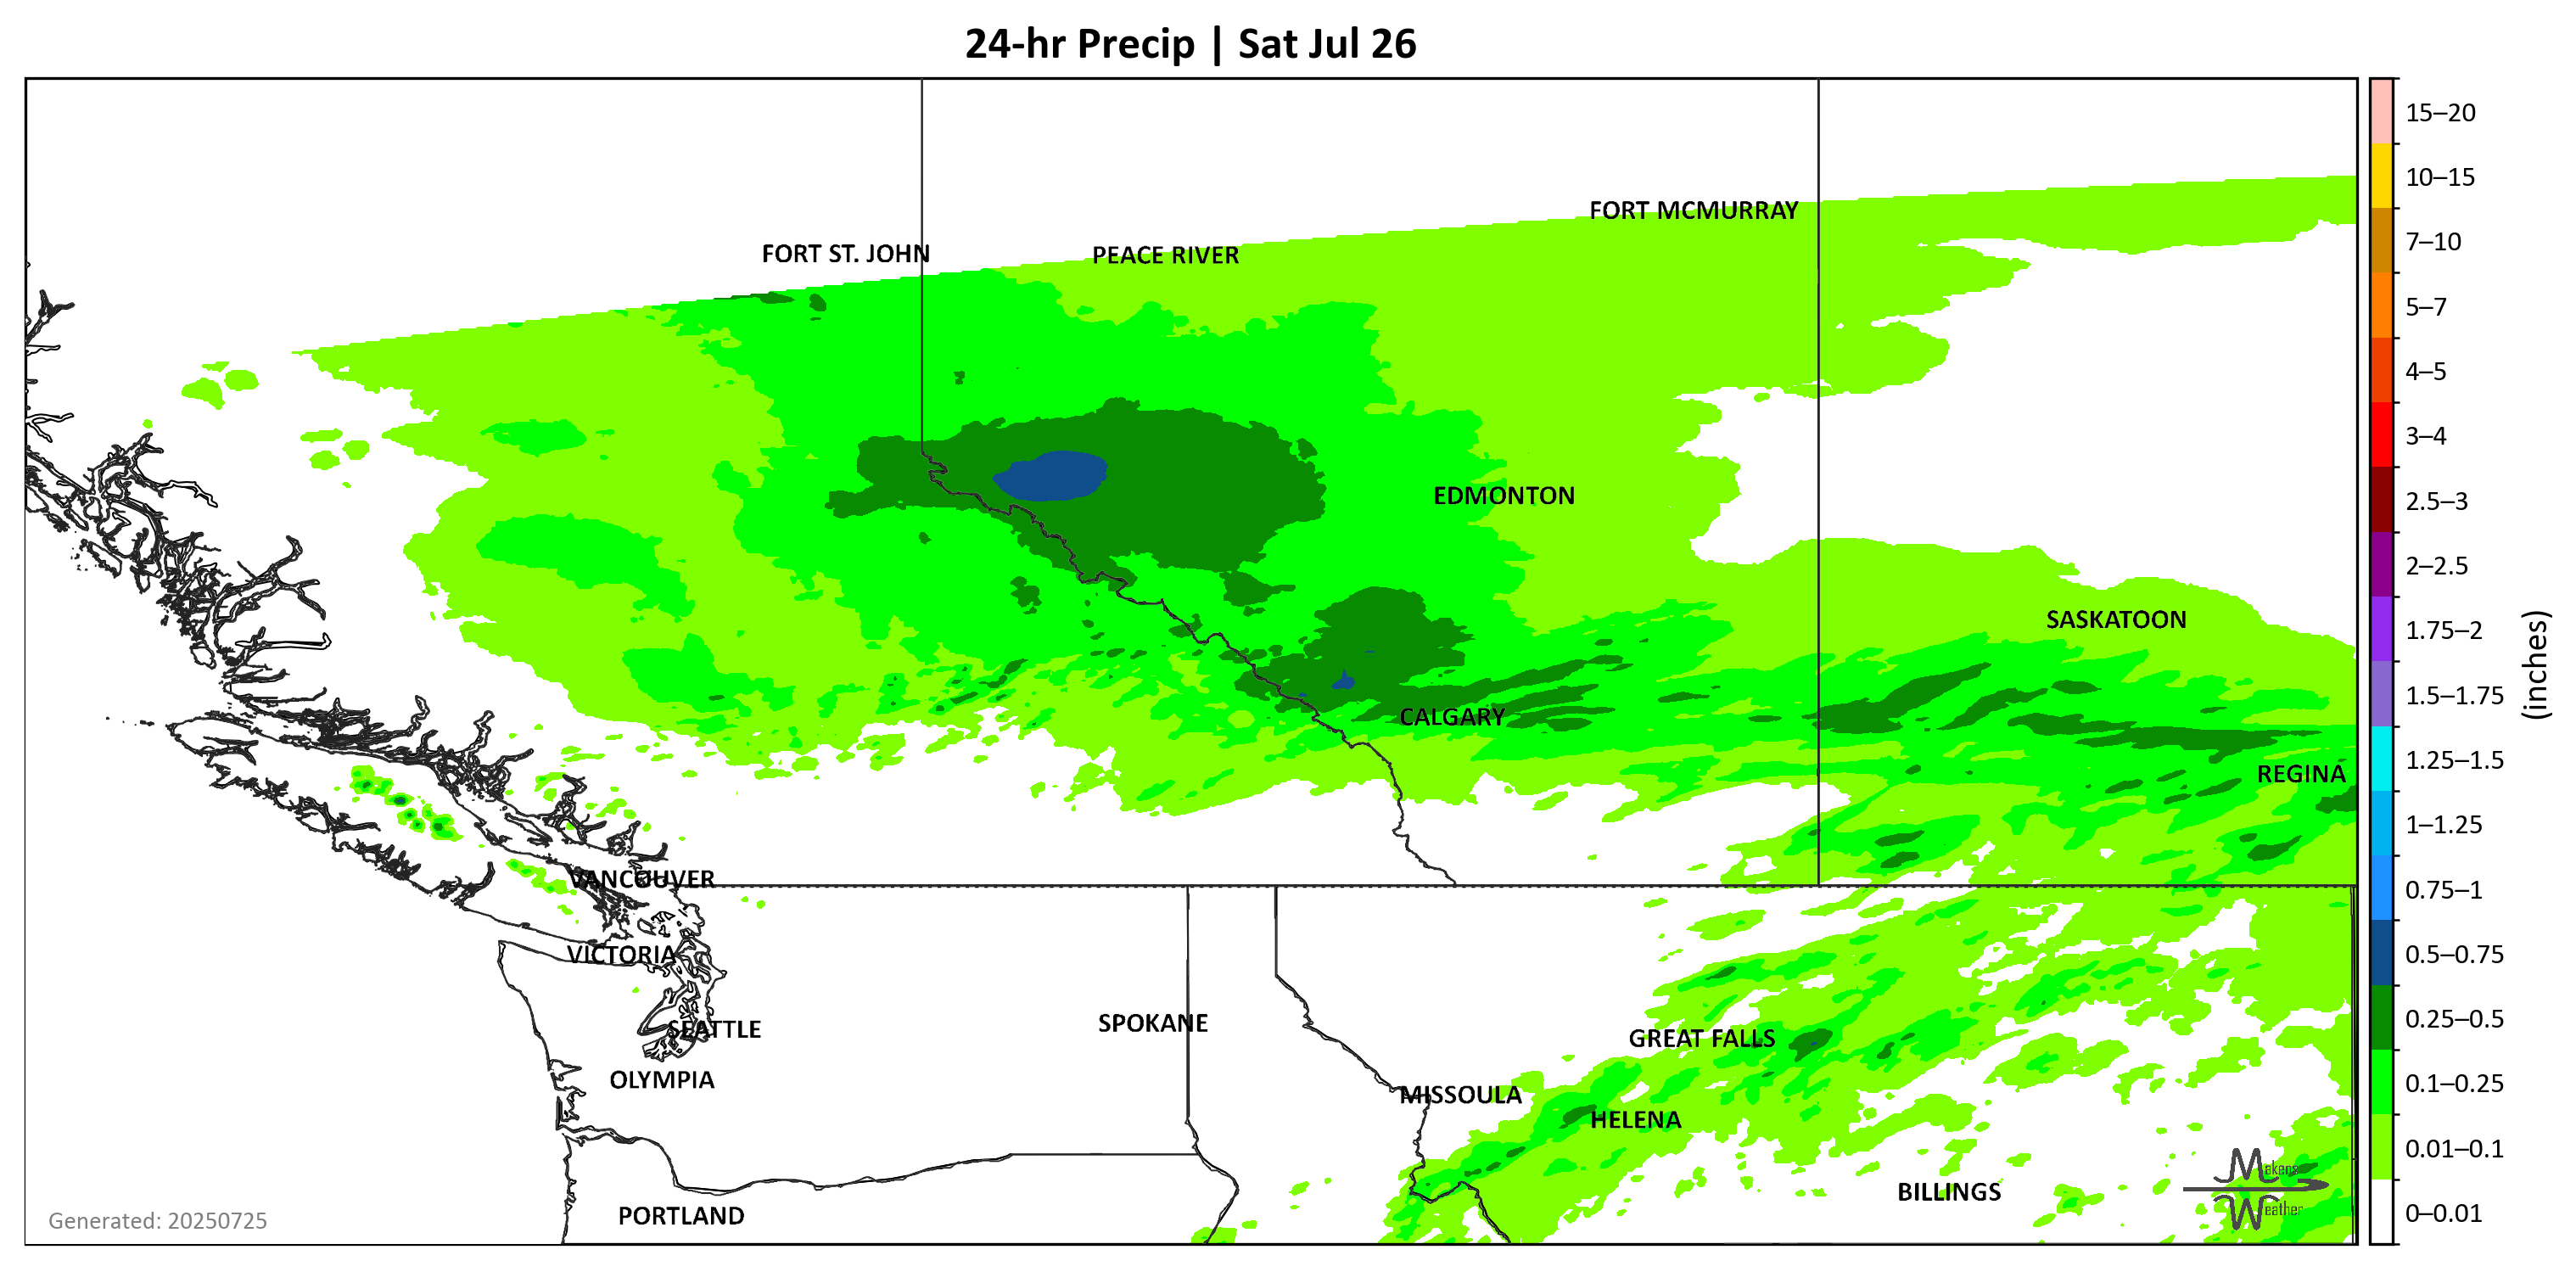 24-hr Precip | Sat Jul 26
15–20
10–15
7–10
5–7
4–5
3–4
2.5–3
2–2.5
1.75–2
1.5–1.75
1.25–1.5
1–1.25
0.75–1
0.5–0.75
0.25–0.5
0.1–0.25
0.01–0.1
0–0.01
(inches)
FORT MCMURRAY
FORT ST. JOHN
PEACE RIVER
EDMONTON
SASKATOON
CALGARY
REGINA
VANCOUVER
VICTORIA
SEATTLE
SPOKANE
GREAT FALLS
OLYMPIA
MISSOULA
HELENA
BILLINGS
PORTLAND
Makens
Weather
Generated: 20250725